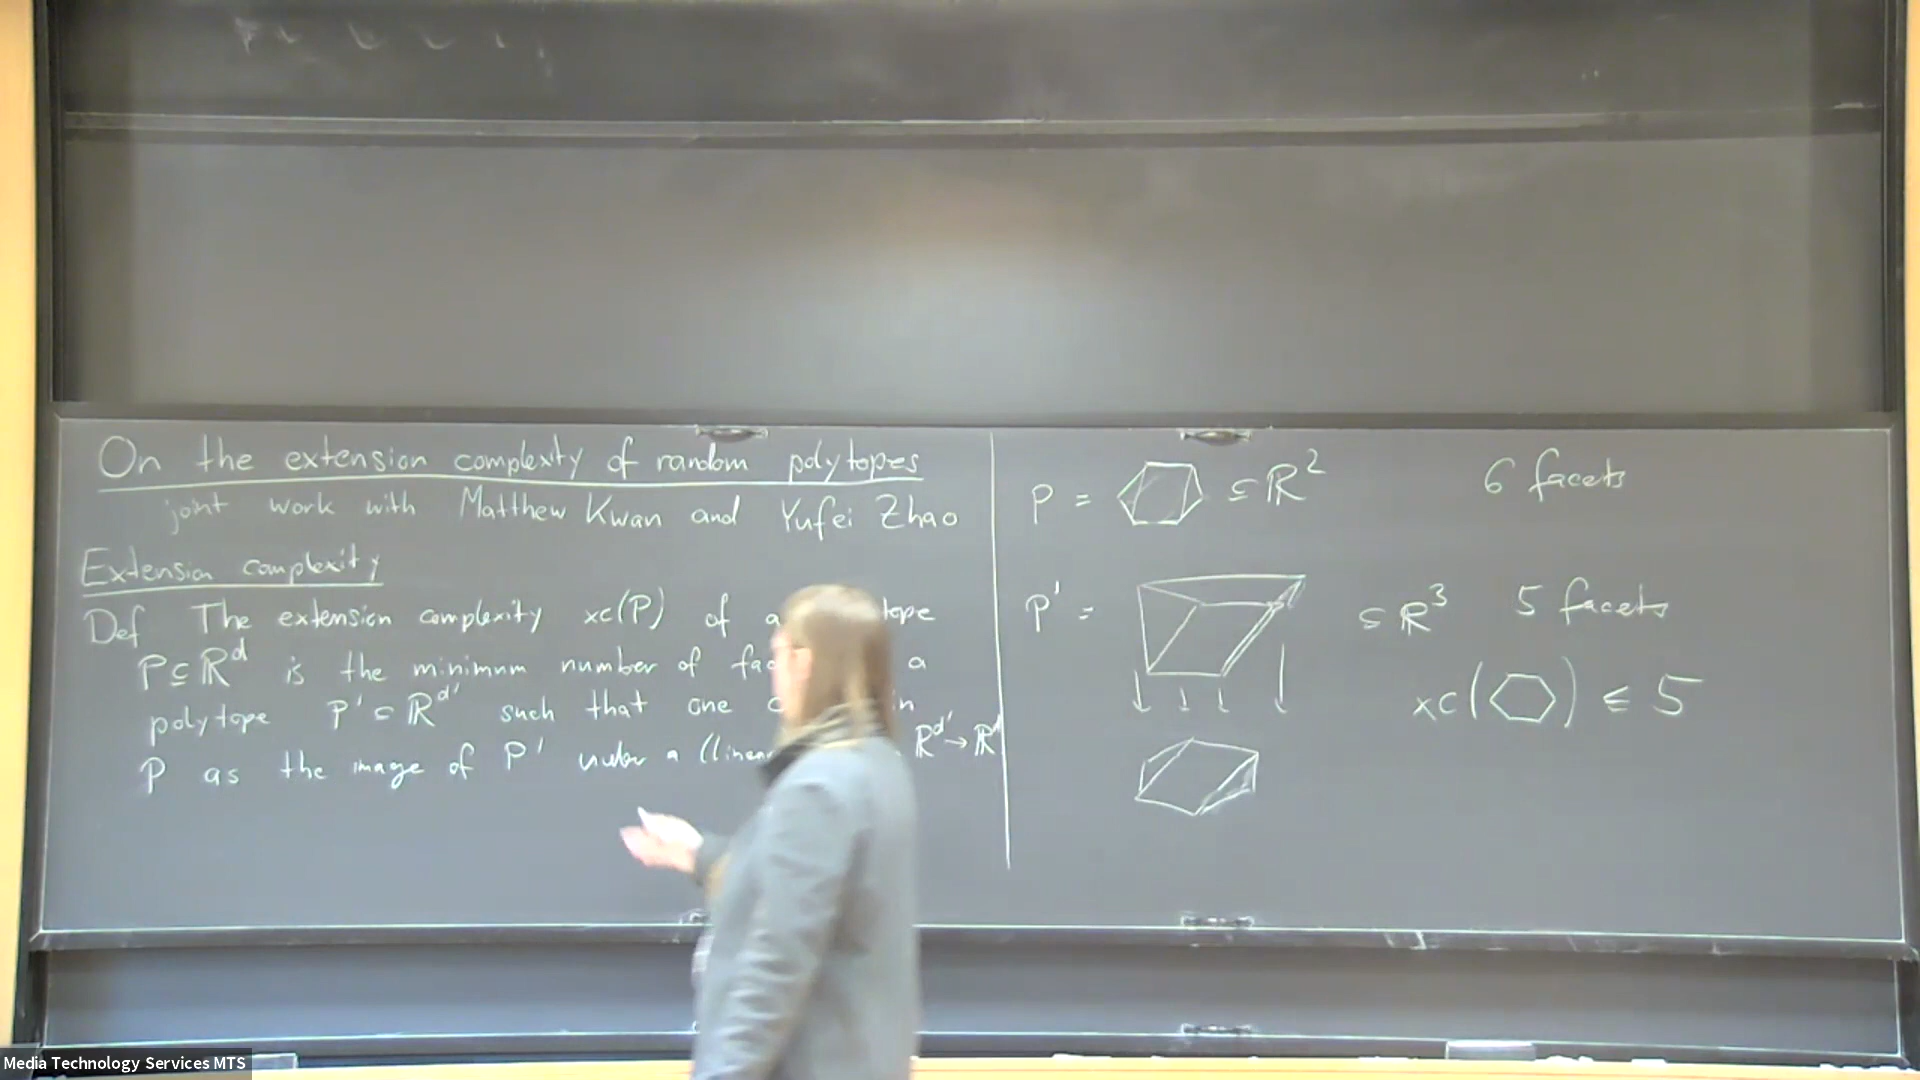 On the extension complexity of random polytopes
joint work with Matthew Kwan and Yufei Zhao
Extension complexity
Def The extension complexity xc(P) of a tope
P ⊆ ℝ^d is the minimum number of a
polytope P' ⊆ ℝ^d' such that one in
P as the image of P' under a (linear ℝ^d' → ℝ^d
P = ⊆ ℝ^2 6 facets
P' = ⊆ ℝ^3 5 facets
xc(⬡) ≤ 5
Media Technology Services MTS